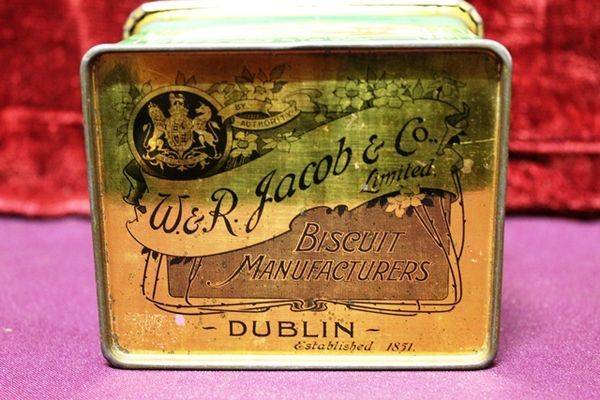 BY
AUTHORITY
W. & R. Jacob & Co.,
Limited.
BISCUIT
MANUFACTURERS
- DUBLIN -
Established 1851.